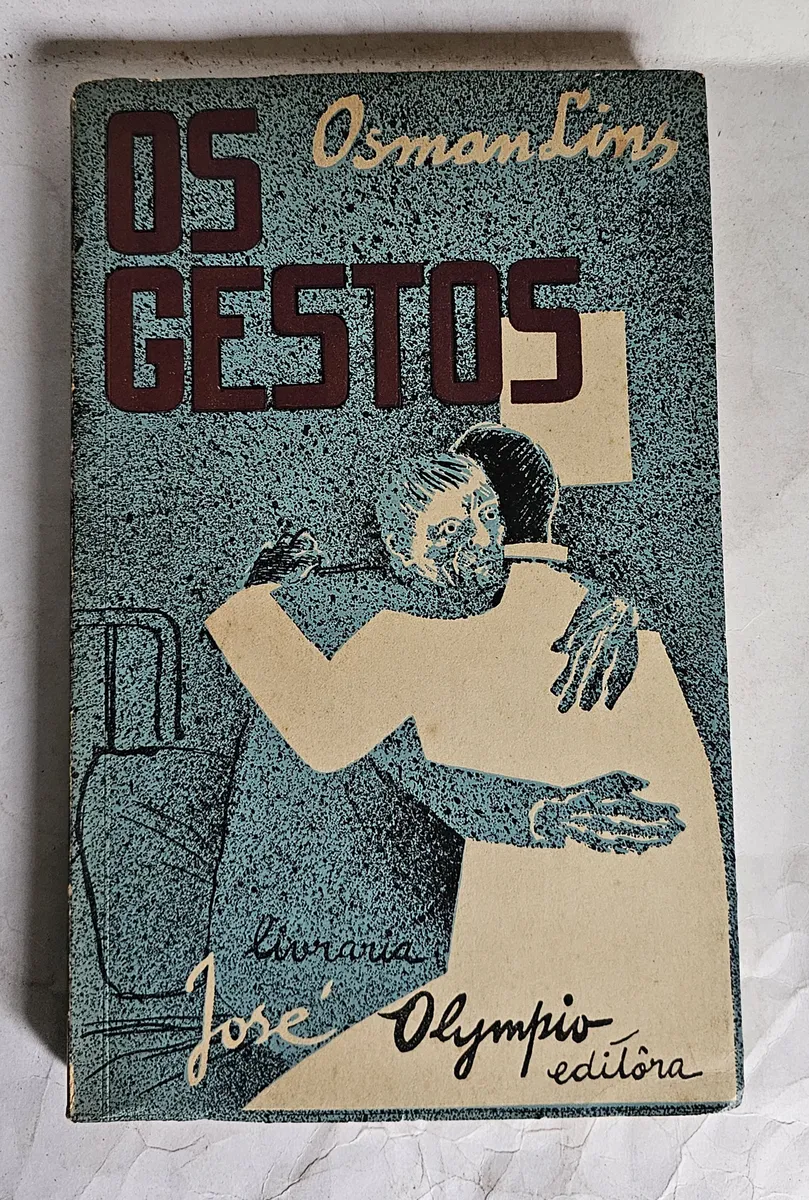 Osman Lins
OS
GESTOS
livraria
José Olympio
editôra